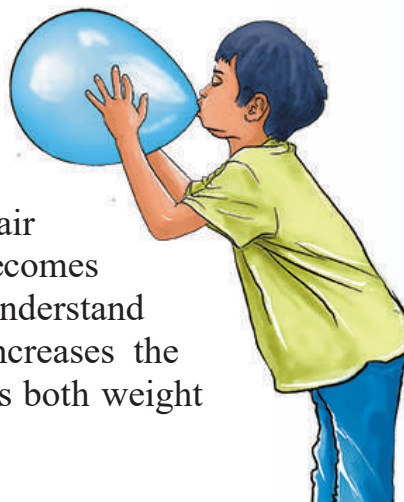 air
ecomes
nderstand
ncreases the
s both weight